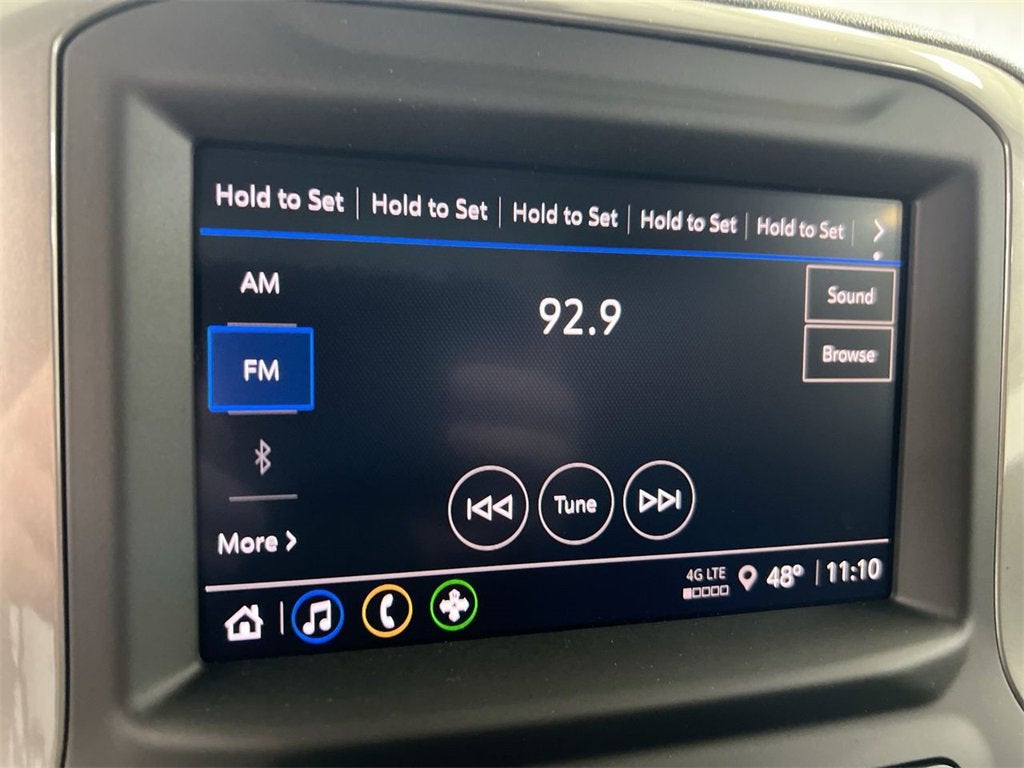 Hold to Set Hold to Set Hold to Set Hold to Set Hold to Set
AM
92.9
Sound
FM
Browse
Tune
More
4G LTE
48° 11:10